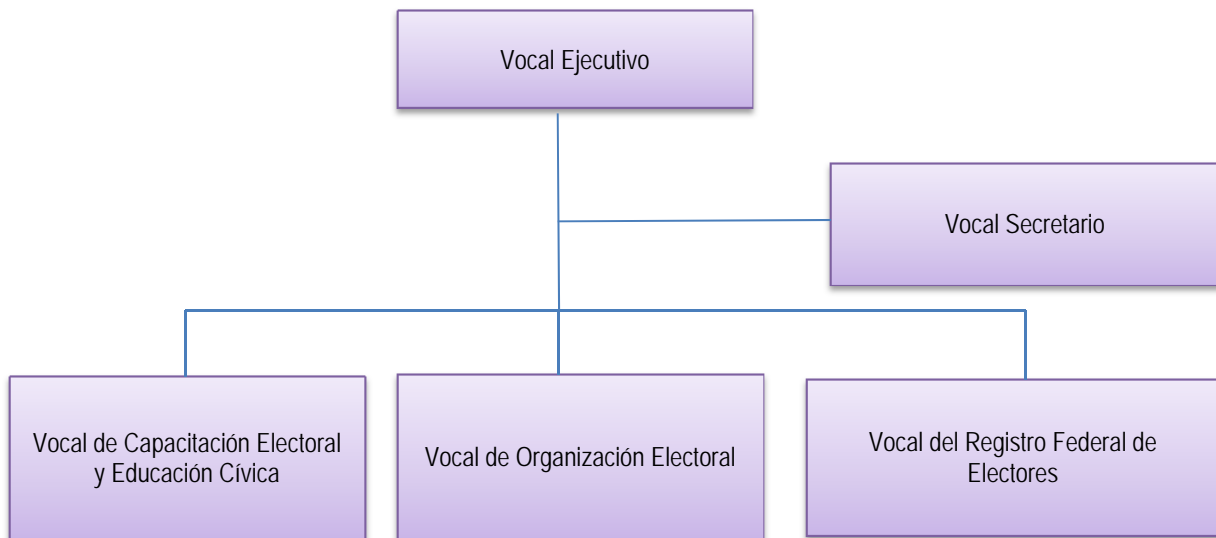 Vocal Ejecutivo
Vocal Secretario
Vocal de Capacitación Electoral
y Educación Cívica
Vocal de Organización Electoral
Vocal del Registro Federal de
Electores